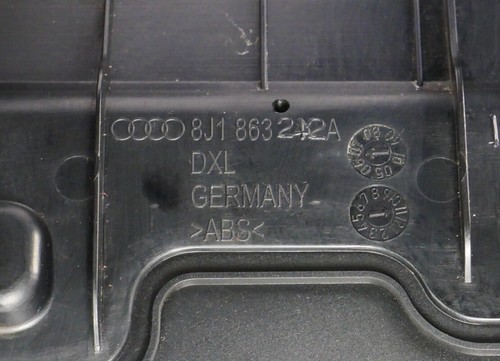 8J1 863 242A
DXL
GERMANY
>ABS<